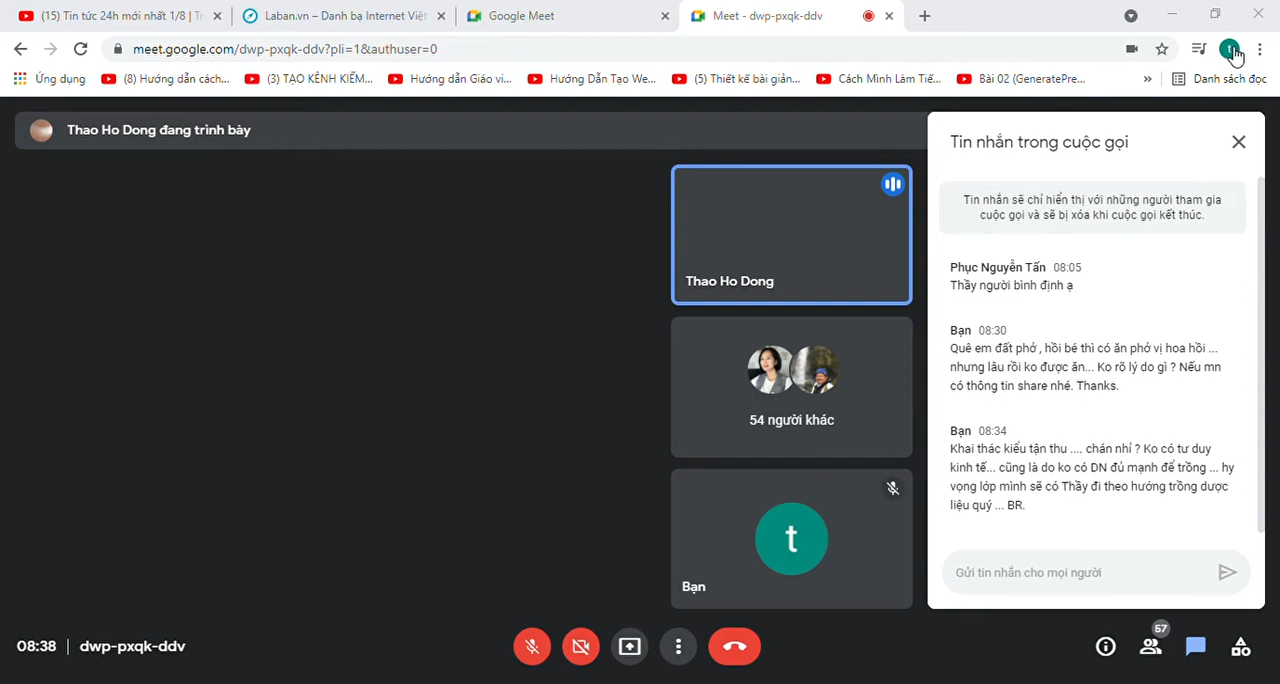 (15) Tin tức 24h mới nhất 1/8 | Tr
Laban.vn – Danh bạ Internet Việt
Google Meet
Meet - dwp-pxqk-ddv
meet.google.com/dwp-pxqk-ddv?pli=1&authuser=0
t
Ứng dụng
(8) Hướng dẫn cách...
(3) TẠO KÊNH KIẾM...
Hướng dẫn Giáo vi...
Hướng Dẫn Tạo We...
(5) Thiết kế bài giản...
Cách Mình Làm Tiế...
Bài 02 (GeneratePre...
»
Danh sách đọc
Thao Ho Dong đang trình bày
Thao Ho Dong
54 người khác
t
Bạn
Tin nhắn trong cuộc gọi
Tin nhắn sẽ chỉ hiển thị với những người tham gia
cuộc gọi và sẽ bị xóa khi cuộc gọi kết thúc.
Phục Nguyễn Tấn 08:05
Thầy người bình định ạ
Bạn 08:30
Quê em đất phở , hồi bé thì có ăn phở vị hoa hồi ...
nhưng lâu rồi ko được ăn... Ko rõ lý do gì ? Nếu mn
có thông tin share nhé. Thanks.
Bạn 08:34
Khai thác kiểu tận thu .... chán nhỉ ? Ko có tư duy
kinh tế... cũng là do ko có DN đủ mạnh để trồng ... hy
vọng lớp mình sẽ có Thầy đi theo hướng trồng dược
liệu quý ... BR.
Gửi tin nhắn cho mọi người
08:38 | dwp-pxqk-ddv
57